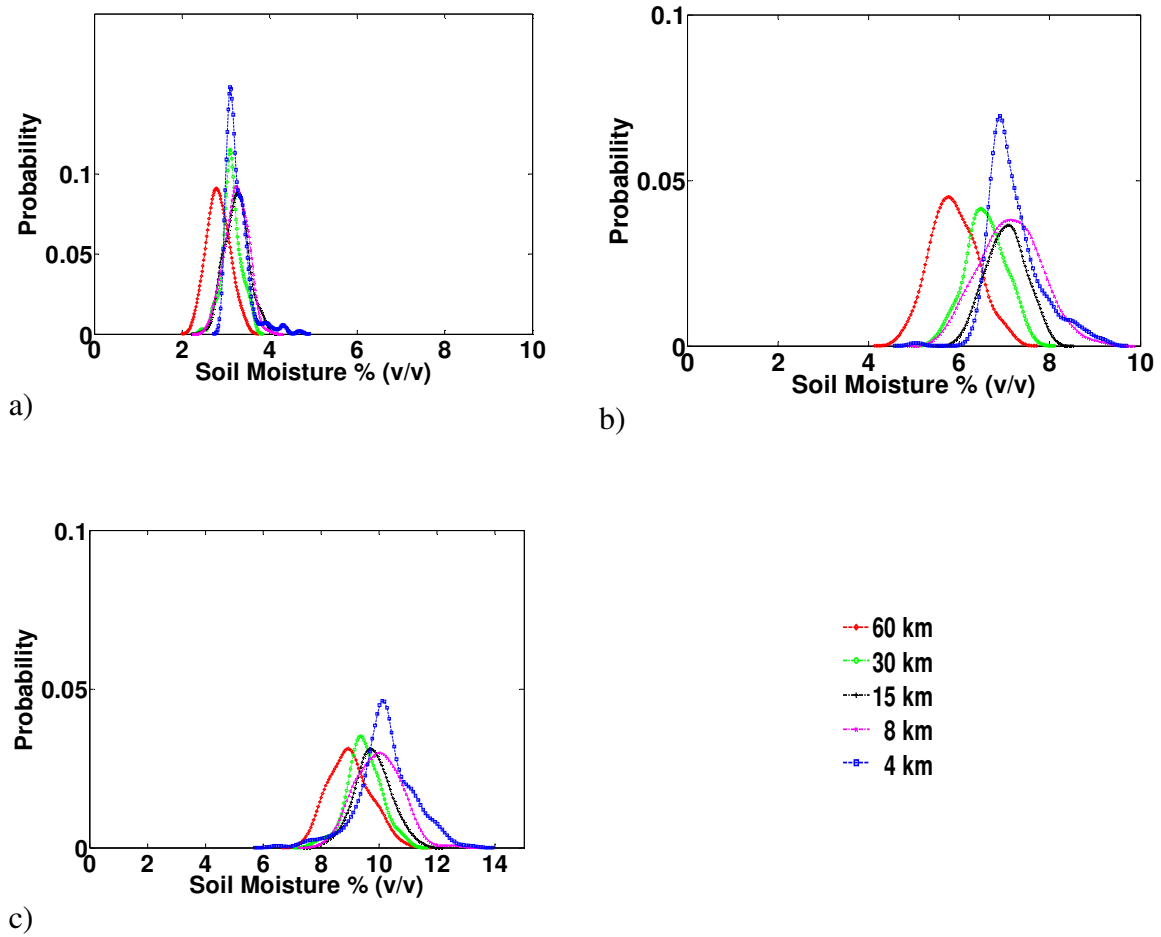 0.1
0.05
0
Probability
0 2 4 6 8 10
Soil Moisture % (v/v)
a)
0.1
0.05
0
Probability
0 2 4 6 8 10
Soil Moisture % (v/v)
b)
0.1
0.05
0
Probability
0 2 4 6 8 10 12 14
Soil Moisture % (v/v)
c)
60 km
30 km
15 km
8 km
4 km